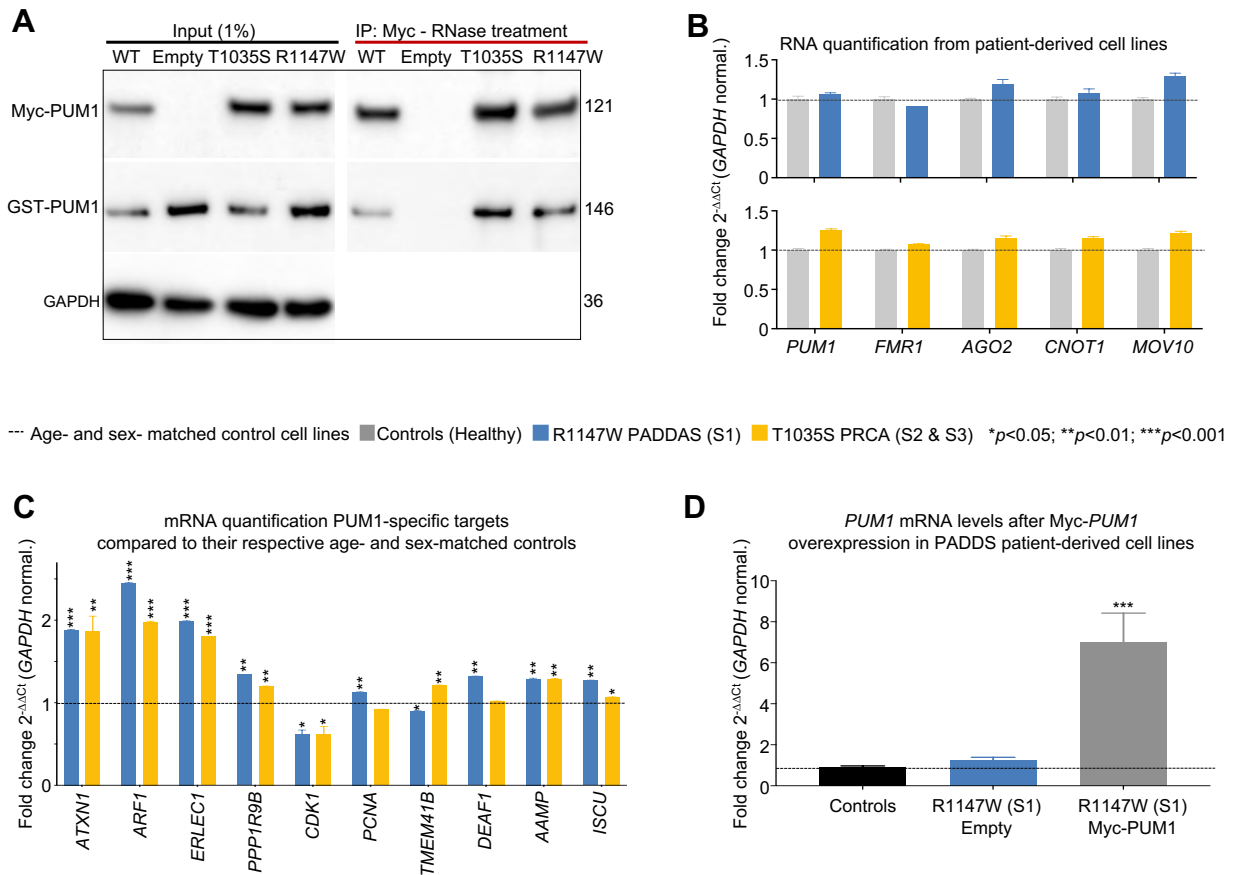 A
Input (1%)
IP: Myc - RNase treatment
WT Empty T1035S R1147W WT Empty T1035S R1147W
Myc-PUM1
121
GST-PUM1
146
GAPDH
36
B
RNA quantification from patient-derived cell lines
Fold change 2-ΔΔCt (GAPDH normal.)
1.5
1
0.5
0
1.5
1
0.5
0
PUM1 FMR1 AGO2 CNOT1 MOV10
--- Age- and sex- matched control cell lines Controls (Healthy) R1147W PADDAS (S1) T1035S PRCA (S2 & S3) *p<0.05; **p<0.01; ***p<0.001
C
mRNA quantification PUM1-specific targets
compared to their respective age- and sex-matched controls
Fold change 2-ΔΔCt (GAPDH normal.)
2
1
0
*** ** *** *** *** *** ** ** * * ** * ** ** ** ** ** *
ATXN1 ARF1 ERLEC1 PPP1R9B CDK1 PCNA TMEM41B DEAF1 AAMP ISCU
D
PUM1 mRNA levels after Myc-PUM1
overexpression in PADDS patient-derived cell lines
Fold change 2-ΔΔCt (GAPDH normal.)
10
8
6
4
2
0
***
Controls R1147W (S1) R1147W (S1)
Empty Myc-PUM1